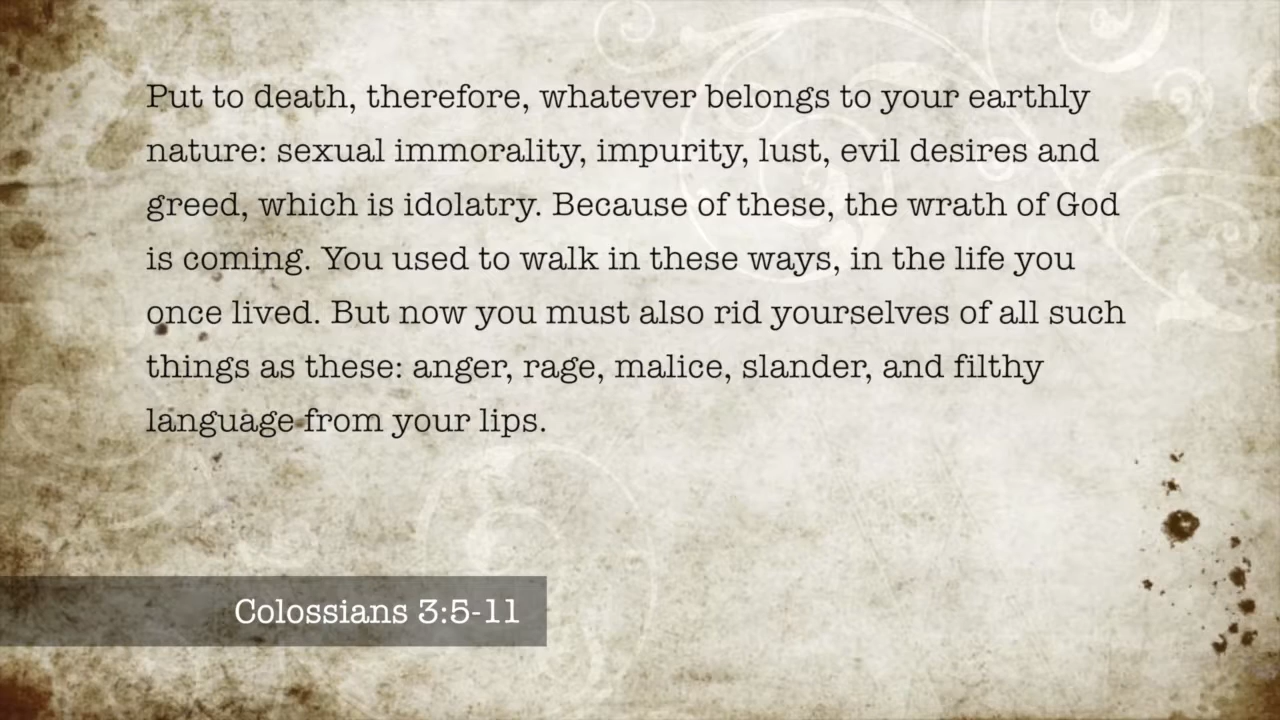 Put to death, therefore, whatever belongs to your earthly
nature: sexual immorality, impurity, lust, evil desires and
greed, which is idolatry. Because of these, the wrath of God
is coming. You used to walk in these ways, in the life you
once lived. But now you must also rid yourselves of all such
things as these: anger, rage, malice, slander, and filthy
language from your lips.
Colossians 3:5-11